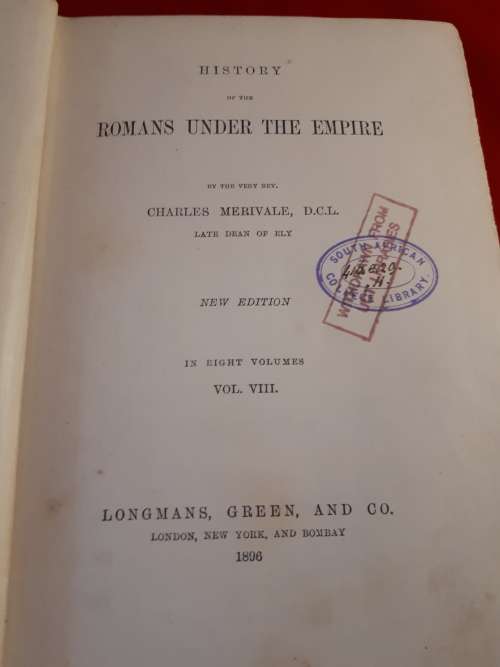 HISTORY
OF THE
ROMANS UNDER THE EMPIRE
BY THE VERY REV.
CHARLES MERIVALE, D.C.L.
LATE DEAN OF ELY
WITHDRAWN FROM
UCT LIBRARIES
SOUTH AFRICAN
LIBRARY.
NEW EDITION
IN EIGHT VOLUMES
VOL. VIII.
LONGMANS, GREEN, AND CO.
LONDON, NEW YORK, AND BOMBAY
1896